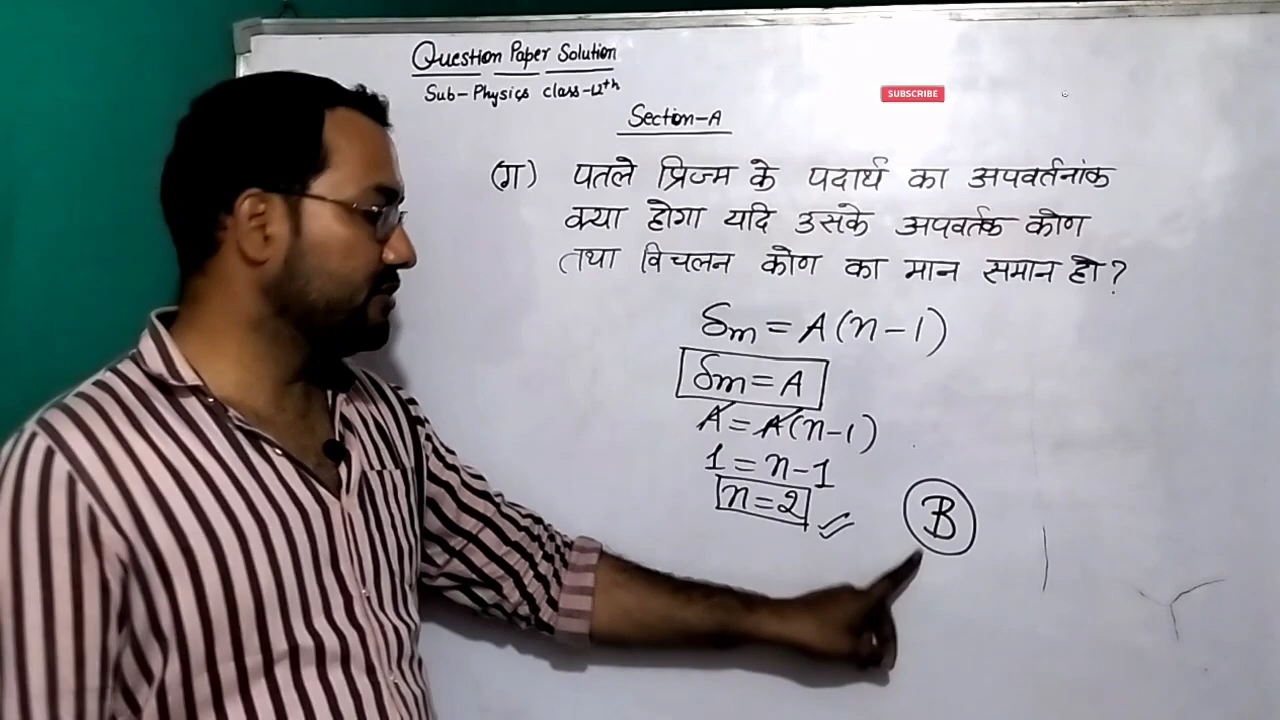 Question Paper Solution
Sub-Physics class-12th
SUBSCRIBE
Section-A
(ग) पतले प्रिज्म के पदार्थ का अपवर्तनांक
क्या होगा यदि उसके अपवर्तक कोण
तथा विचलन कोण का मान समान हो?
δm = A(n-1)
δm = A
A = A(n-1)
1 = n-1
n = 2
B